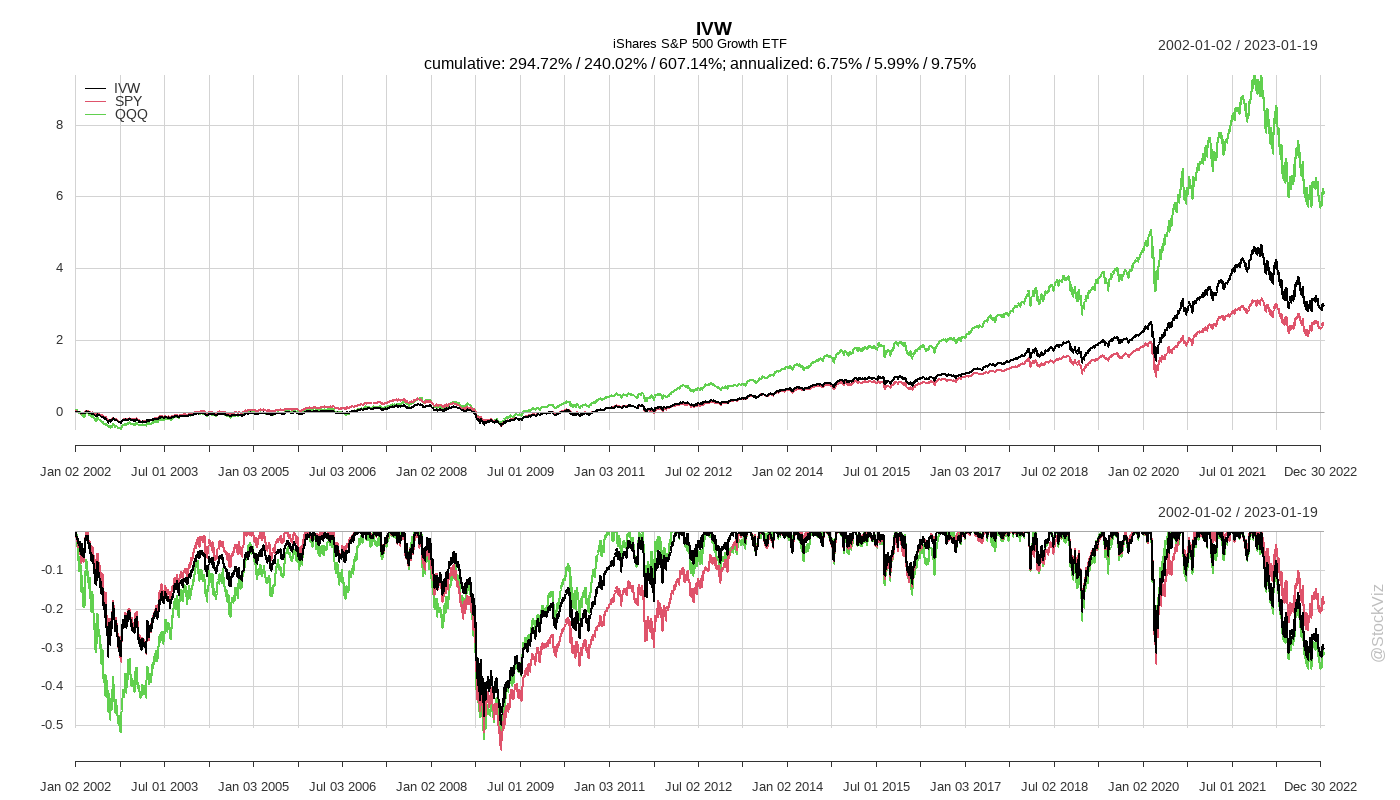 IVW
iShares S&P 500 Growth ETF
2002-01-02 / 2023-01-19
cumulative: 294.72% / 240.02% / 607.14%; annualized: 6.75% / 5.99% / 9.75%
IVW
SPY
QQQ
8
6
4
2
0
Jan 02 2002 Jul 01 2003 Jan 03 2005 Jul 03 2006 Jan 02 2008 Jul 01 2009 Jan 03 2011 Jul 02 2012 Jan 02 2014 Jul 01 2015 Jan 03 2017 Jul 02 2018 Jan 02 2020 Jul 01 2021 Dec 30 2022
2002-01-02 / 2023-01-19
-0.1
-0.2
-0.3
-0.4
-0.5
Jan 02 2002 Jul 01 2003 Jan 03 2005 Jul 03 2006 Jan 02 2008 Jul 01 2009 Jan 03 2011 Jul 02 2012 Jan 02 2014 Jul 01 2015 Jan 03 2017 Jul 02 2018 Jan 02 2020 Jul 01 2021 Dec 30 2022
@StockViz